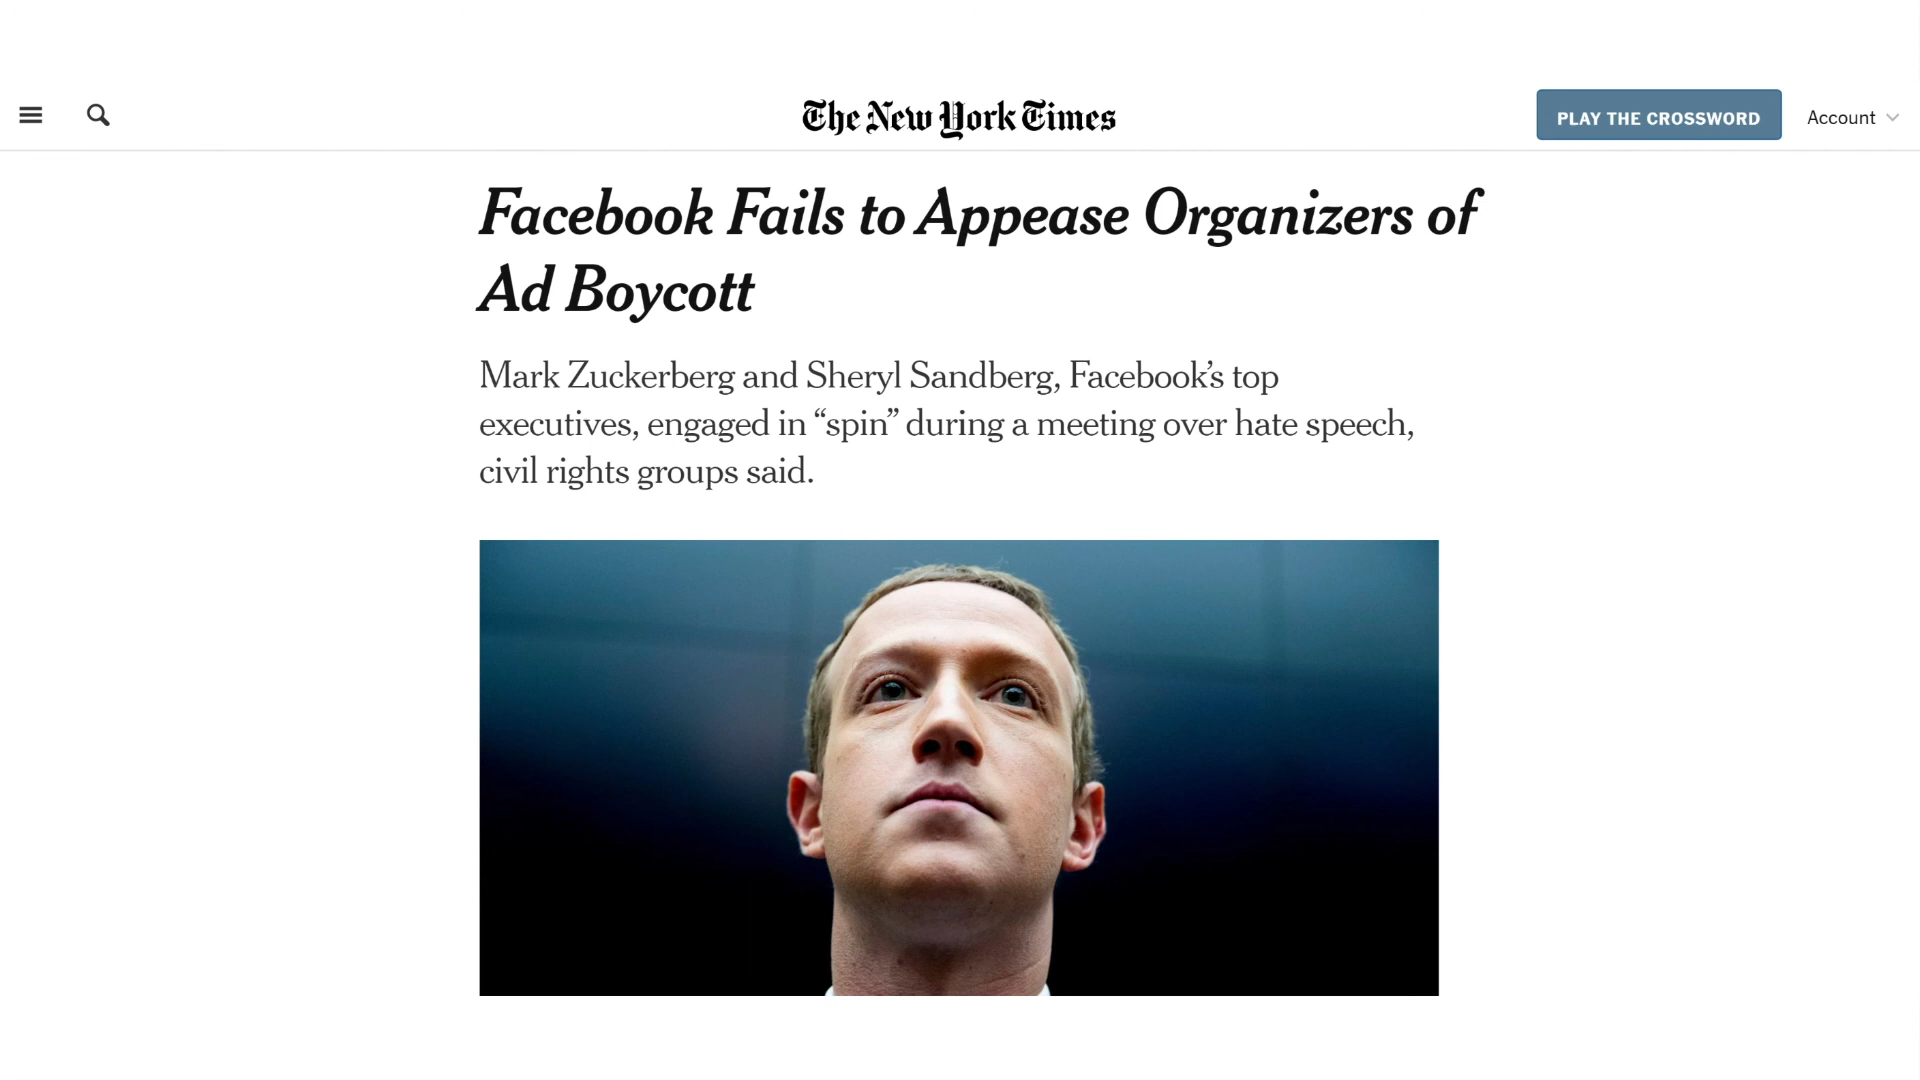 The New York Times
PLAY THE CROSSWORD
Account
Facebook Fails to Appease Organizers of
Ad Boycott
Mark Zuckerberg and Sheryl Sandberg, Facebook’s top
executives, engaged in “spin” during a meeting over hate speech,
civil rights groups said.